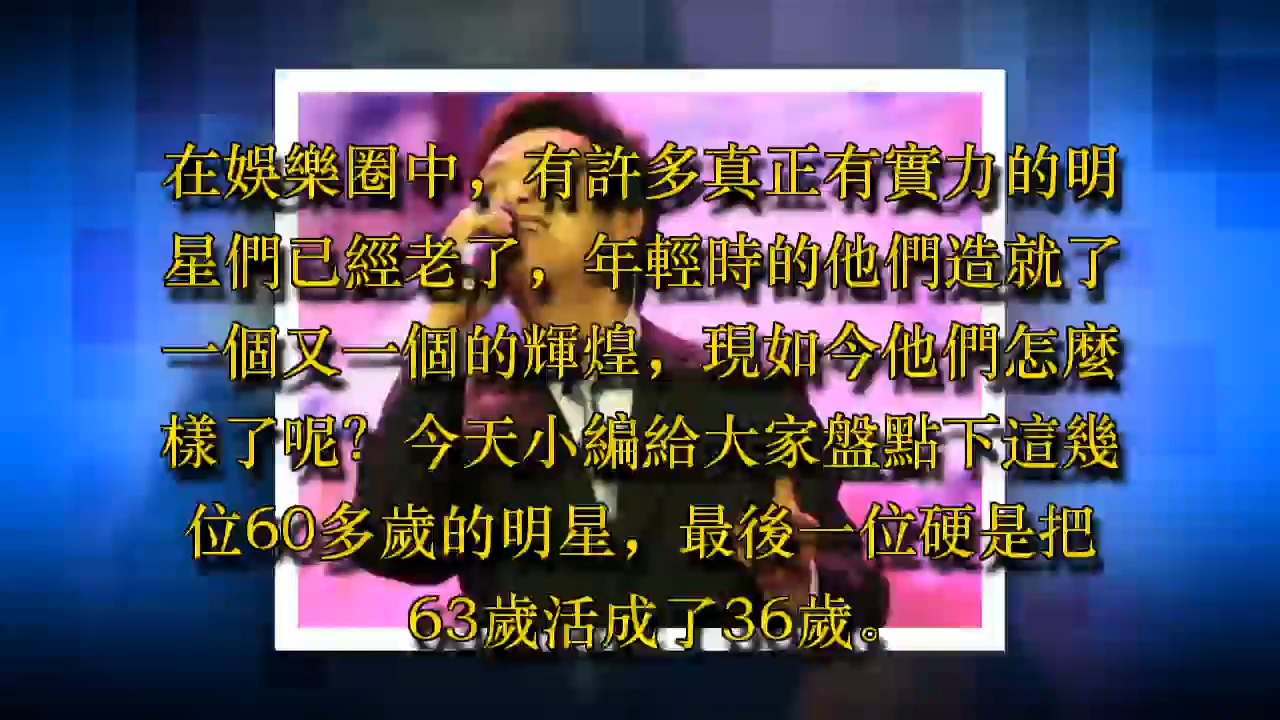 在娛樂圈中，有許多真正有實力的明
星們已經老了，年輕時的他們造就了
一個又一個的輝煌，現如今他們怎麼
樣了呢？今天小編給大家盤點下這幾
位60多歲的明星，最後一位硬是把
63歲活成了36歲。